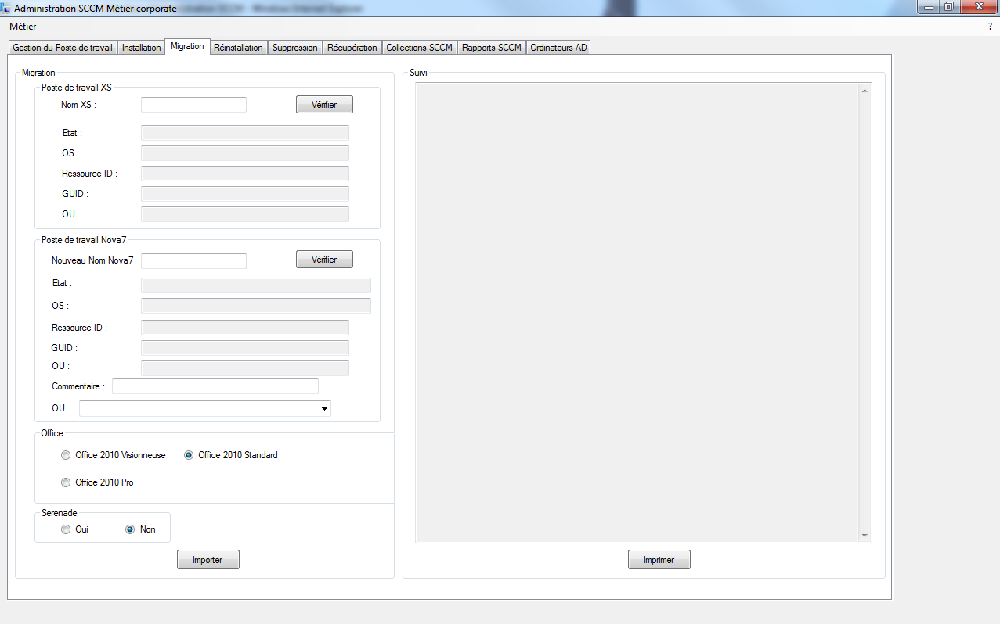 Administration SCCM Métier corporate
Métier ?
Gestion du Poste de travail Installation Migration Réinstallation Suppression Récupération Collections SCCM Rapports SCCM Ordinateurs AD
Migration
Poste de travail XS
Nom XS : Vérifier
Etat :
OS :
Ressource ID :
GUID :
OU :
Poste de travail Nova7
Nouveau Nom Nova7 Vérifier
Etat :
OS :
Ressource ID :
GUID :
OU :
Commentaire :
OU :
Office
Office 2010 Visionneuse Office 2010 Standard
Office 2010 Pro
Serenade
Oui Non
Importer
Suivi
Imprimer